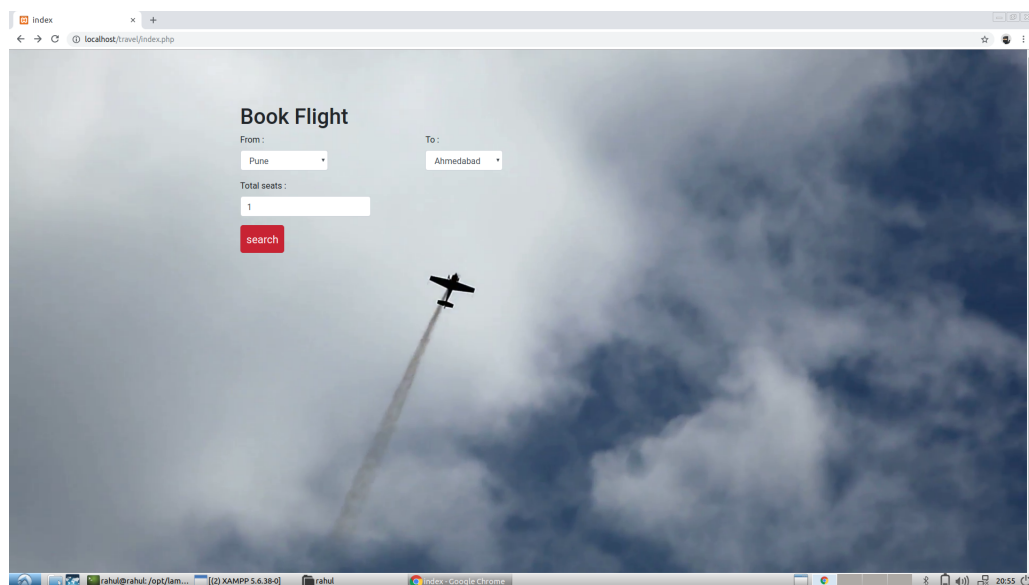 index
localhost/travel/index.php
Book Flight
From :
To :
Pune
Ahmedabad
Total seats :
1
search
rahul@rahul: /opt/lam...
[(2) XAMPP 5.6.38-0]
rahul
index - Google Chrome
20:55